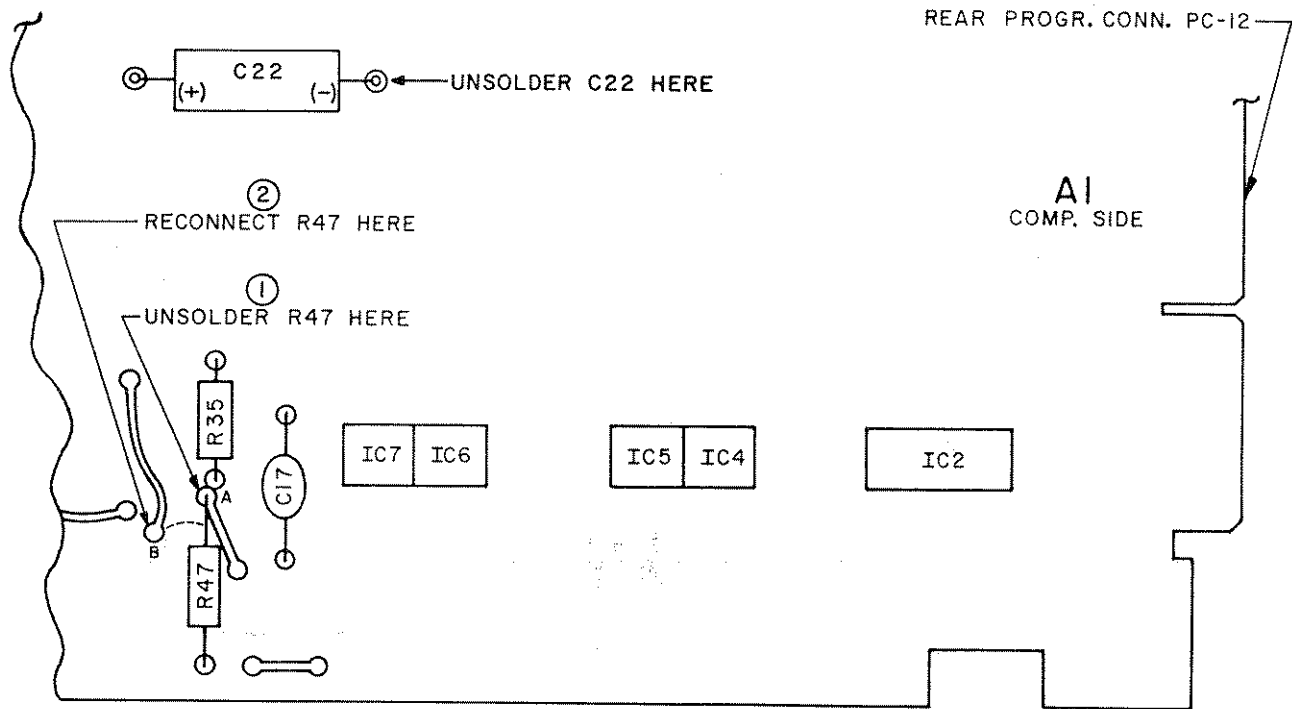 REAR PROGR. CONN. PC-12
C22
(+) (-)
UNSOLDER C22 HERE
A1
COMP. SIDE
2
RECONNECT R47 HERE
1
UNSOLDER R47 HERE
R35
A
C17
IC7 IC6
IC5 IC4
IC2
B
R47